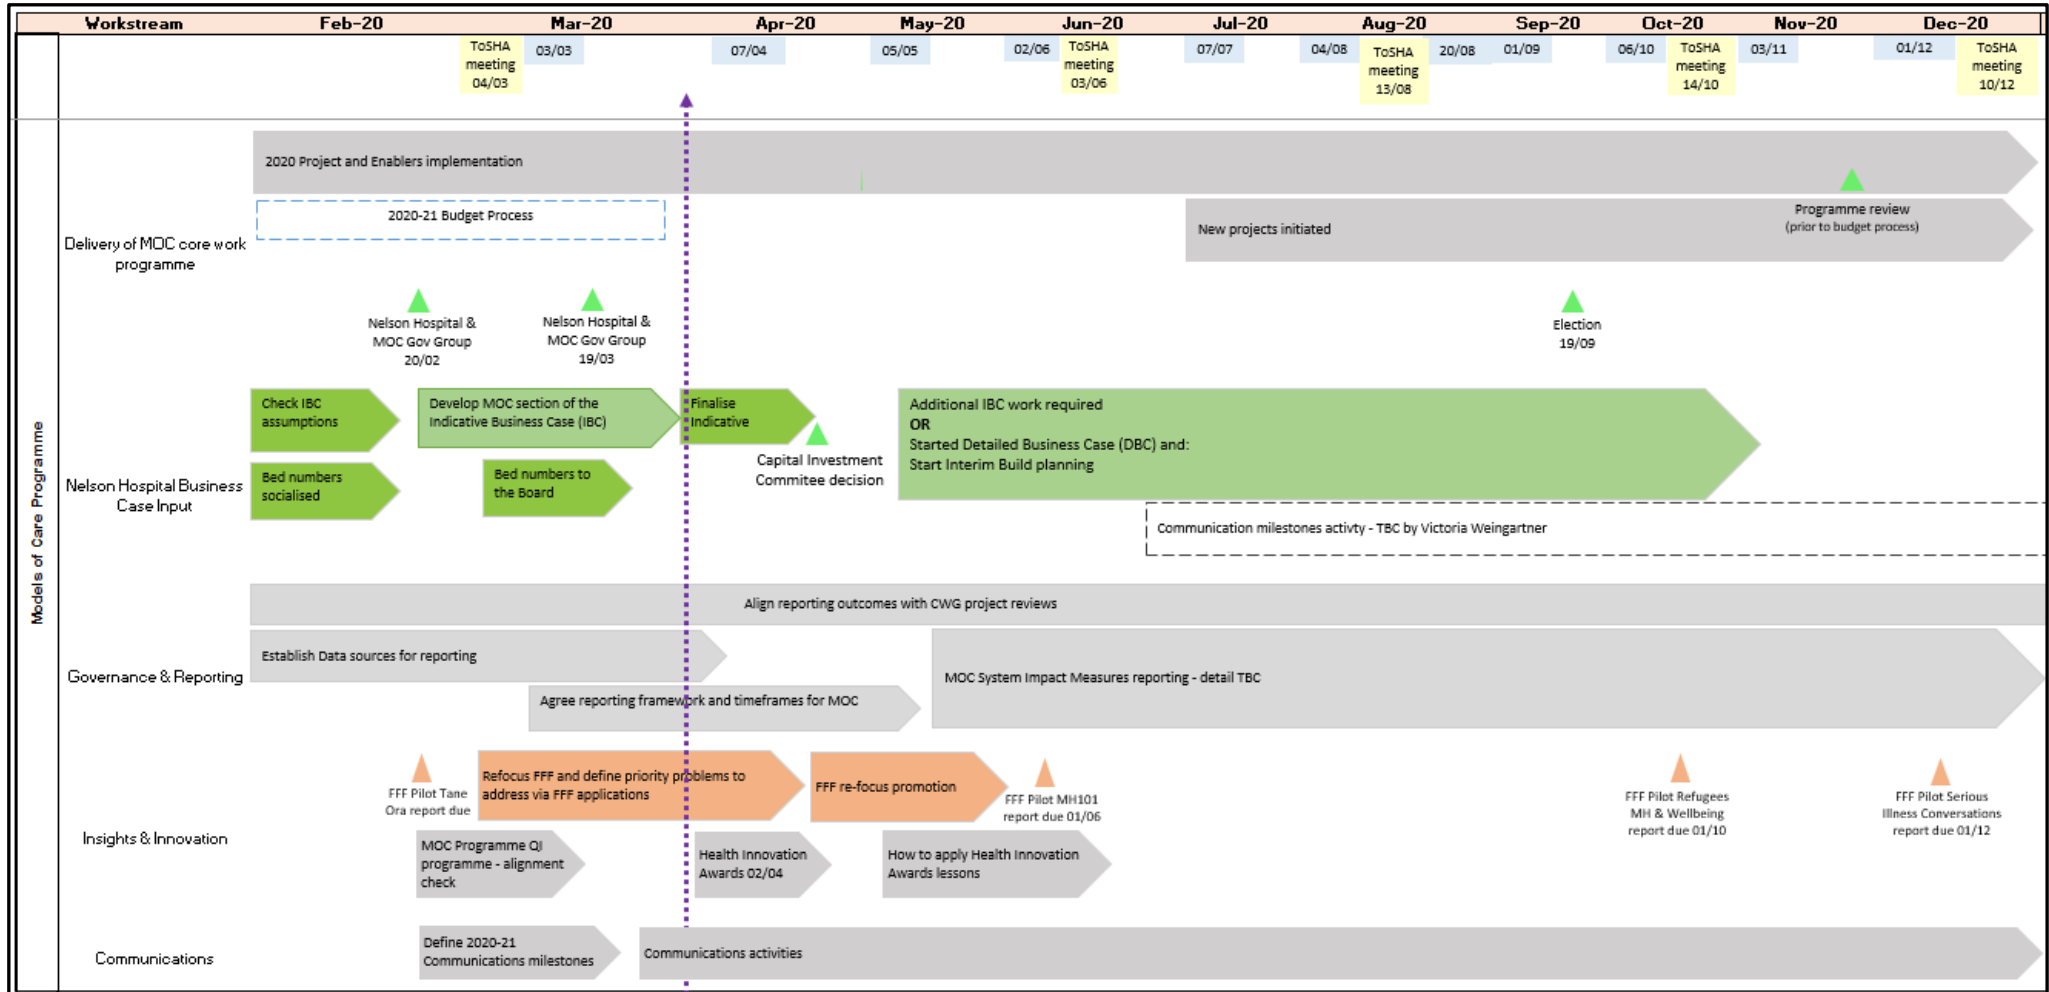 Workstream Feb-20 Mar-20 Apr-20 May-20 Jun-20 Jul-20 Aug-20 Sep-20 Oct-20 Nov-20 Dec-20
ToSHA
meeting
04/03
03/03
07/04
05/05
02/06
ToSHA
meeting
03/06
07/07
04/08
ToSHA
meeting
13/08
20/08
01/09
06/10
ToSHA
meeting
14/10
03/11
01/12
ToSHA
meeting
10/12
Models of Care Programme
Delivery of MOC core work
programme
2020 Project and Enablers implementation
2020-21 Budget Process
New projects initiated
Programme review
(prior to budget process)
Nelson Hospital &
MOC Gov Group
20/02
Nelson Hospital &
MOC Gov Group
19/03
Election
19/09
Nelson Hospital Business
Case Input
Check IBC
assumptions
Develop MOC section of the
Indicative Business Case (IBC)
Finalise
Indicative
Capital Investment
Commitee decision
Additional IBC work required
OR
Started Detailed Business Case (DBC) and:
Start Interim Build planning
Bed numbers
socialised
Bed numbers to
the Board
Communication milestones activty - TBC by Victoria Weingartner
Governance & Reporting
Align reporting outcomes with CWG project reviews
Establish Data sources for reporting
Agree reporting framework and timeframes for MOC
MOC System Impact Measures reporting - detail TBC
Insights & Innovation
FFF Pilot Tane
Ora report due
Refocus FFF and define priority problems to
address via FFF applications
FFF re-focus promotion
FFF Pilot MH101
report due 01/06
FFF Pilot Refugees
MH & Wellbeing
report due 01/10
FFF Pilot Serious
Illness Conversations
report due 01/12
MOC Programme QI
programme - alignment
check
Health Innovation
Awards 02/04
How to apply Health Innovation
Awards lessons
Communications
Define 2020-21
Communications milestones
Communications activities